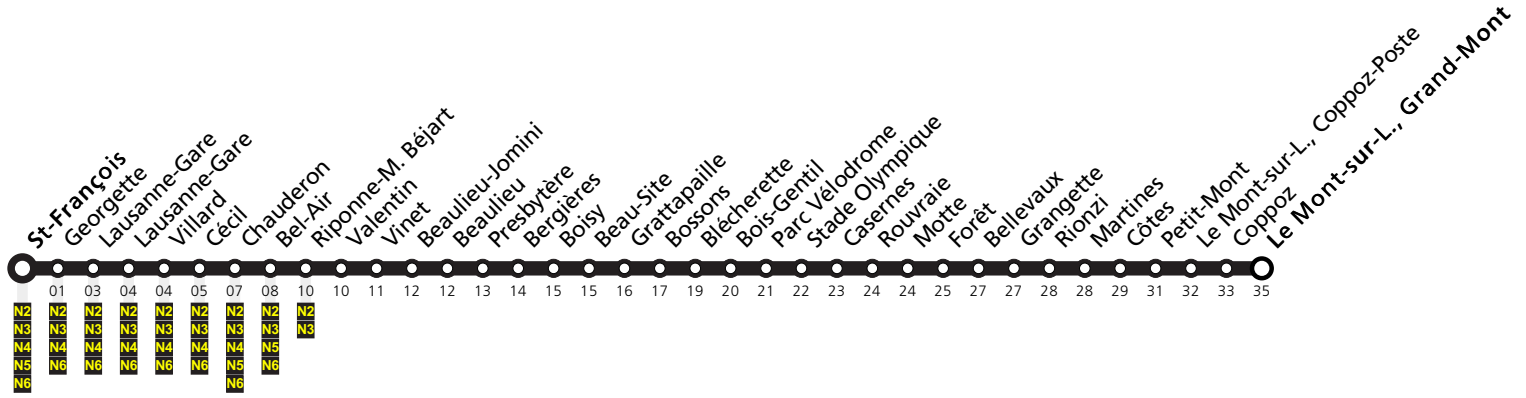 St-François
Georgette
Lausanne-Gare
Lausanne-Gare
Villard
Cécil
Chauderon
Bel-Air
Riponne-M. Béjart
Valentin
Vinet
Beaulieu-Jomini
Beaulieu
Presbytère
Bergières
Boisy
Beau-Site
Grattapaille
Bossons
Blécherette
Bois-Gentil
Parc Vélodrome
Stade Olympique
Casernes
Rouvraie
Motte
Forêt
Bellevaux
Grangette
Rionzi
Martines
Côtes
Petit-Mont
Le Mont-sur-L., Coppoz-Poste
Coppoz
Le Mont-sur-L., Grand-Mont
01 03 04 04 05 07 08 10 10 11 12 12 13 14 15 15 16 17 19 20 21 22 23 24 24 25 27 27 28 28 29 31 32 33 35
N2 N2 N2 N2 N2 N2 N2 N2 N2
N3 N3 N3 N3 N3 N3 N3 N3 N3
N4 N4 N4 N4 N4 N4 N4 N5
N5 N6 N6 N6 N6 N6 N5 N6
N6 N6